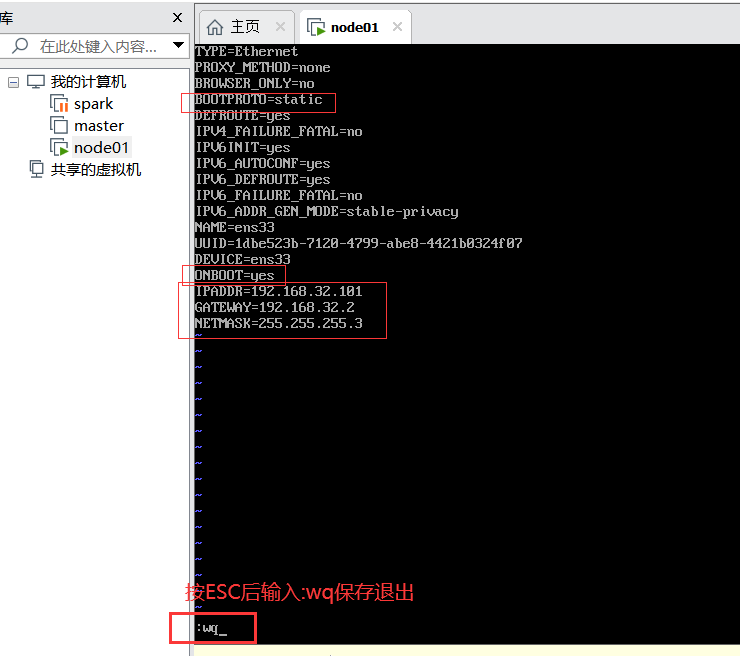 库
主页
node01
在此处键入内容...
我的计算机
spark
master
node01
共享的虚拟机
TYPE=Ethernet
PROXY_METHOD=none
BROWSER_ONLY=no
BOOTPROTO=static
DEFROUTE=yes
IPV4_FAILURE_FATAL=no
IPV6INIT=yes
IPV6_AUTOCONF=yes
IPV6_DEFROUTE=yes
IPV6_FAILURE_FATAL=no
IPV6_ADDR_GEN_MODE=stable-privacy
NAME=ens33
UUID=1dbe523b-7120-4799-abe8-4421b0324f07
DEVICE=ens33
ONBOOT=yes
IPADDR=192.168.32.101
GATEWAY=192.168.32.2
NETMASK=255.255.255.3
按ESC后输入:wq保存退出
:wq_